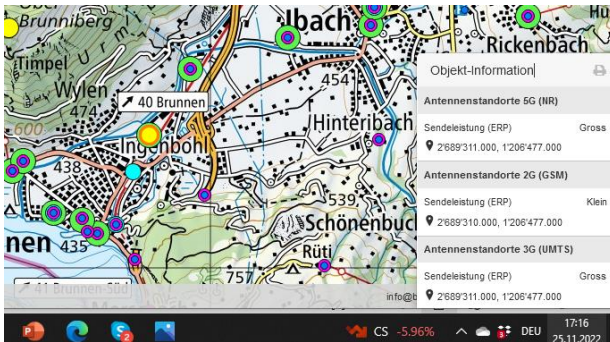 Brunniberg
Ibach
Rickenbach
Timpel
Wylen
474
454
40 Brunnen
600
Hinteribach
Ingenbohl
438
539
Schönenbuc
nen 435
Rüti
757
41 Brunnen-Süd
info@b
Objekt-Information
Antennenstandorte 5G (NR)
Sendeleistung (ERP) Gross
2'689'311.000, 1'206'477.000
Antennenstandorte 2G (GSM)
Sendeleistung (ERP) Klein
2'689'310.000, 1'206'477.000
Antennenstandorte 3G (UMTS)
Sendeleistung (ERP) Gross
2'689'311.000, 1'206'477.000
CS -5.96% DEU 17:16
25.11.2022